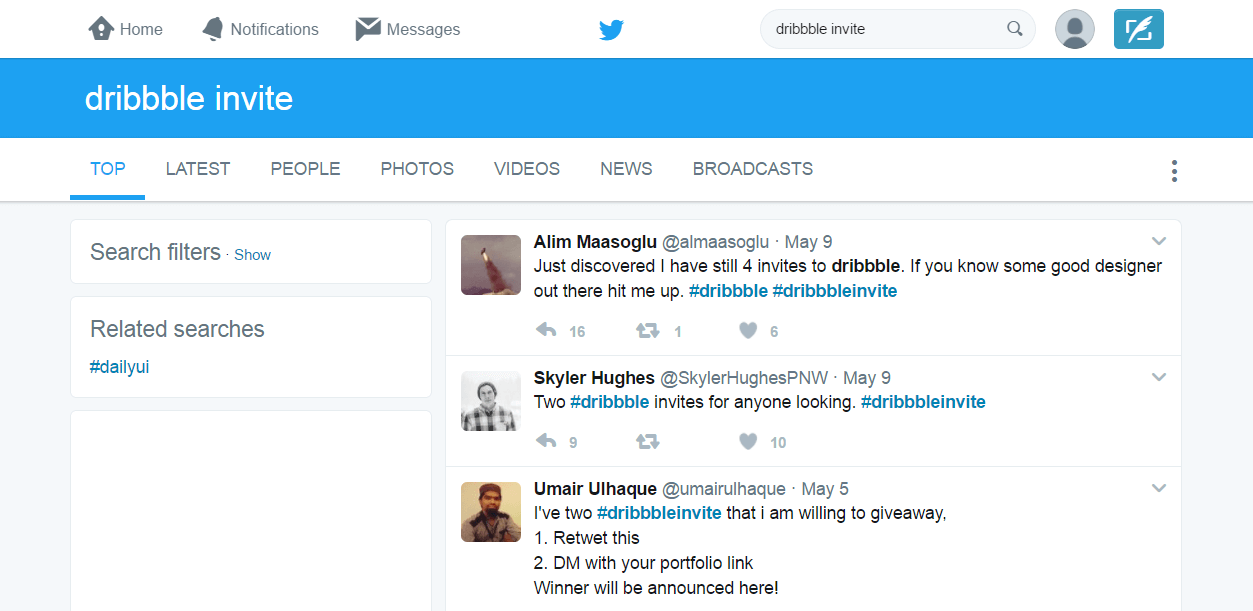 Home Notifications Messages dribbble invite
dribbble invite
TOP LATEST PEOPLE PHOTOS VIDEOS NEWS BROADCASTS
Search filters · Show
Related searches
#dailyui
Alim Maasoglu @almaasoglu · May 9
Just discovered I have still 4 invites to dribbble. If you know some good designer
out there hit me up. #dribbble #dribbbleinvite
16 1 6
Skyler Hughes @SkylerHughesPNW · May 9
Two #dribbble invites for anyone looking. #dribbbleinvite
9 10
Umair Ulhaque @umairulhaque · May 5
I've two #dribbbleinvite that i am willing to giveaway,
1. Retwet this
2. DM with your portfolio link
Winner will be announced here!